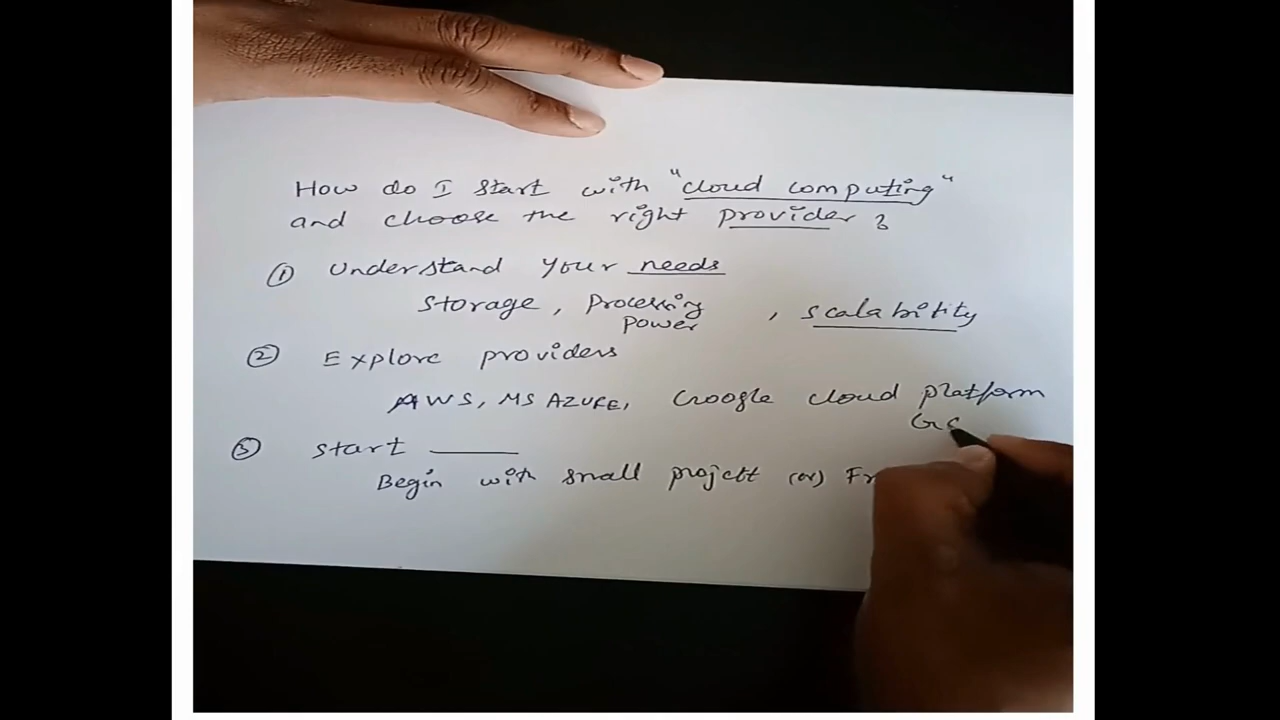 How do I start with "cloud computing"
and choose the right provider?
① Understand your needs
storage, processing power, scalability
② Explore providers
AWS, MS AZURE, Google cloud platform
③ start
Begin with small project (or)